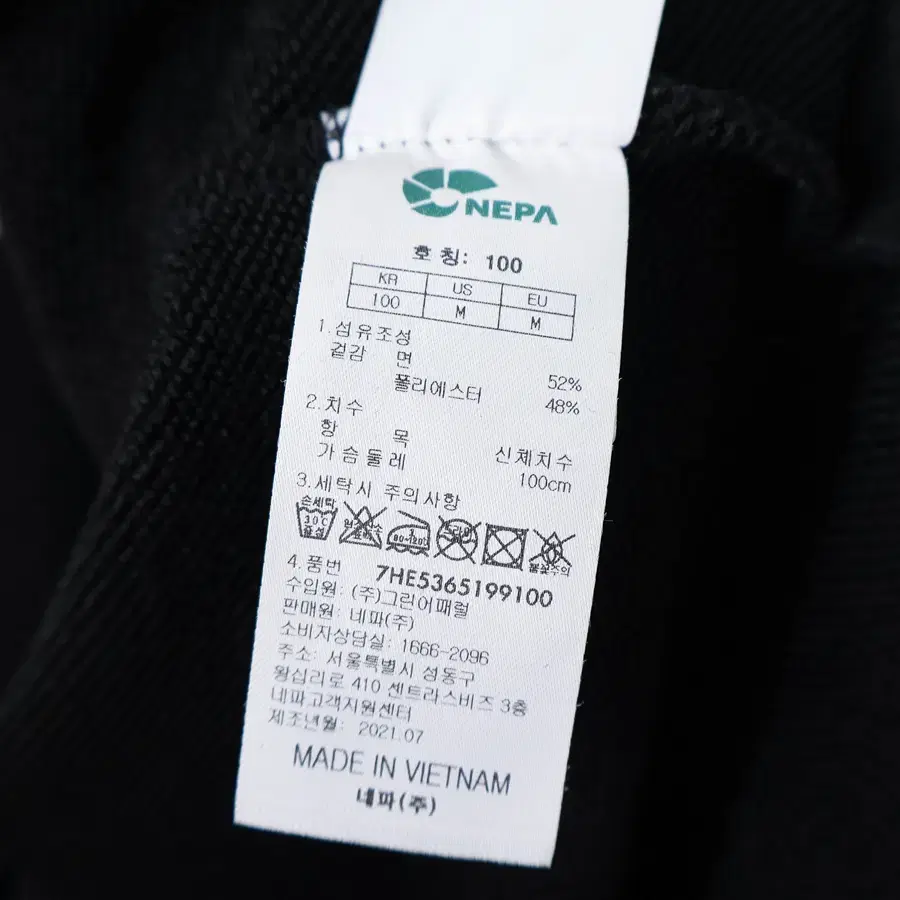 NEPA
호 칭: 100
KR US EU
100 M M
1.섬유조성
겉감 면 52%
폴리에스터 48%
2.치수
항 목 신체치수
가슴둘레 100cm
3.세탁시 주의사항
손세탁
30℃
중성
80~120℃
드라이
4.품번 7HE5365199100
수입원: (주)그린어패럴
판매원: 네파(주)
소비자상담실: 1666-2096
주소: 서울특별시 성동구
왕십리로 410 센트라스비즈 3층
네파고객지원센터
제조년월: 2021.07
MADE IN VIETNAM
네파(주)